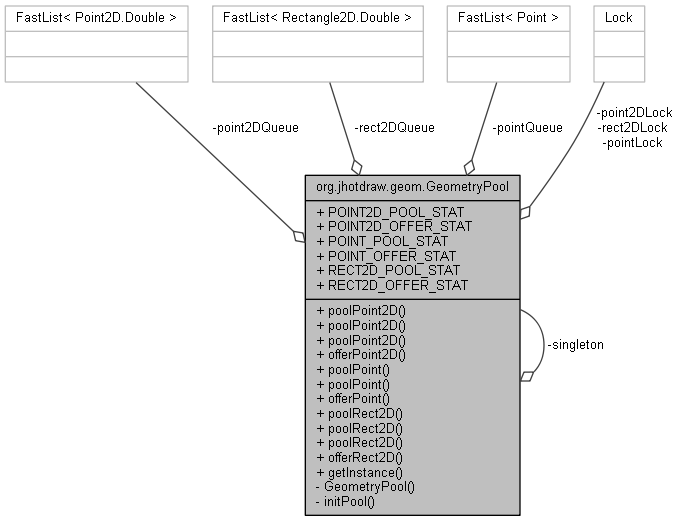 FastList< Point2D.Double >
FastList< Rectangle2D.Double >
FastList< Point >
Lock
-point2DQueue
-rect2DQueue
-pointQueue
-point2DLock
-rect2DLock
-pointLock
org.jhotdraw.geom.GeometryPool
+ POINT2D_POOL_STAT
+ POINT2D_OFFER_STAT
+ POINT_POOL_STAT
+ POINT_OFFER_STAT
+ RECT2D_POOL_STAT
+ RECT2D_OFFER_STAT
+ poolPoint2D()
+ poolPoint2D()
+ poolPoint2D()
+ offerPoint2D()
+ poolPoint()
+ poolPoint()
+ offerPoint()
+ poolRect2D()
+ poolRect2D()
+ poolRect2D()
+ offerRect2D()
+ getInstance()
- GeometryPool()
- initPool()
-singleton